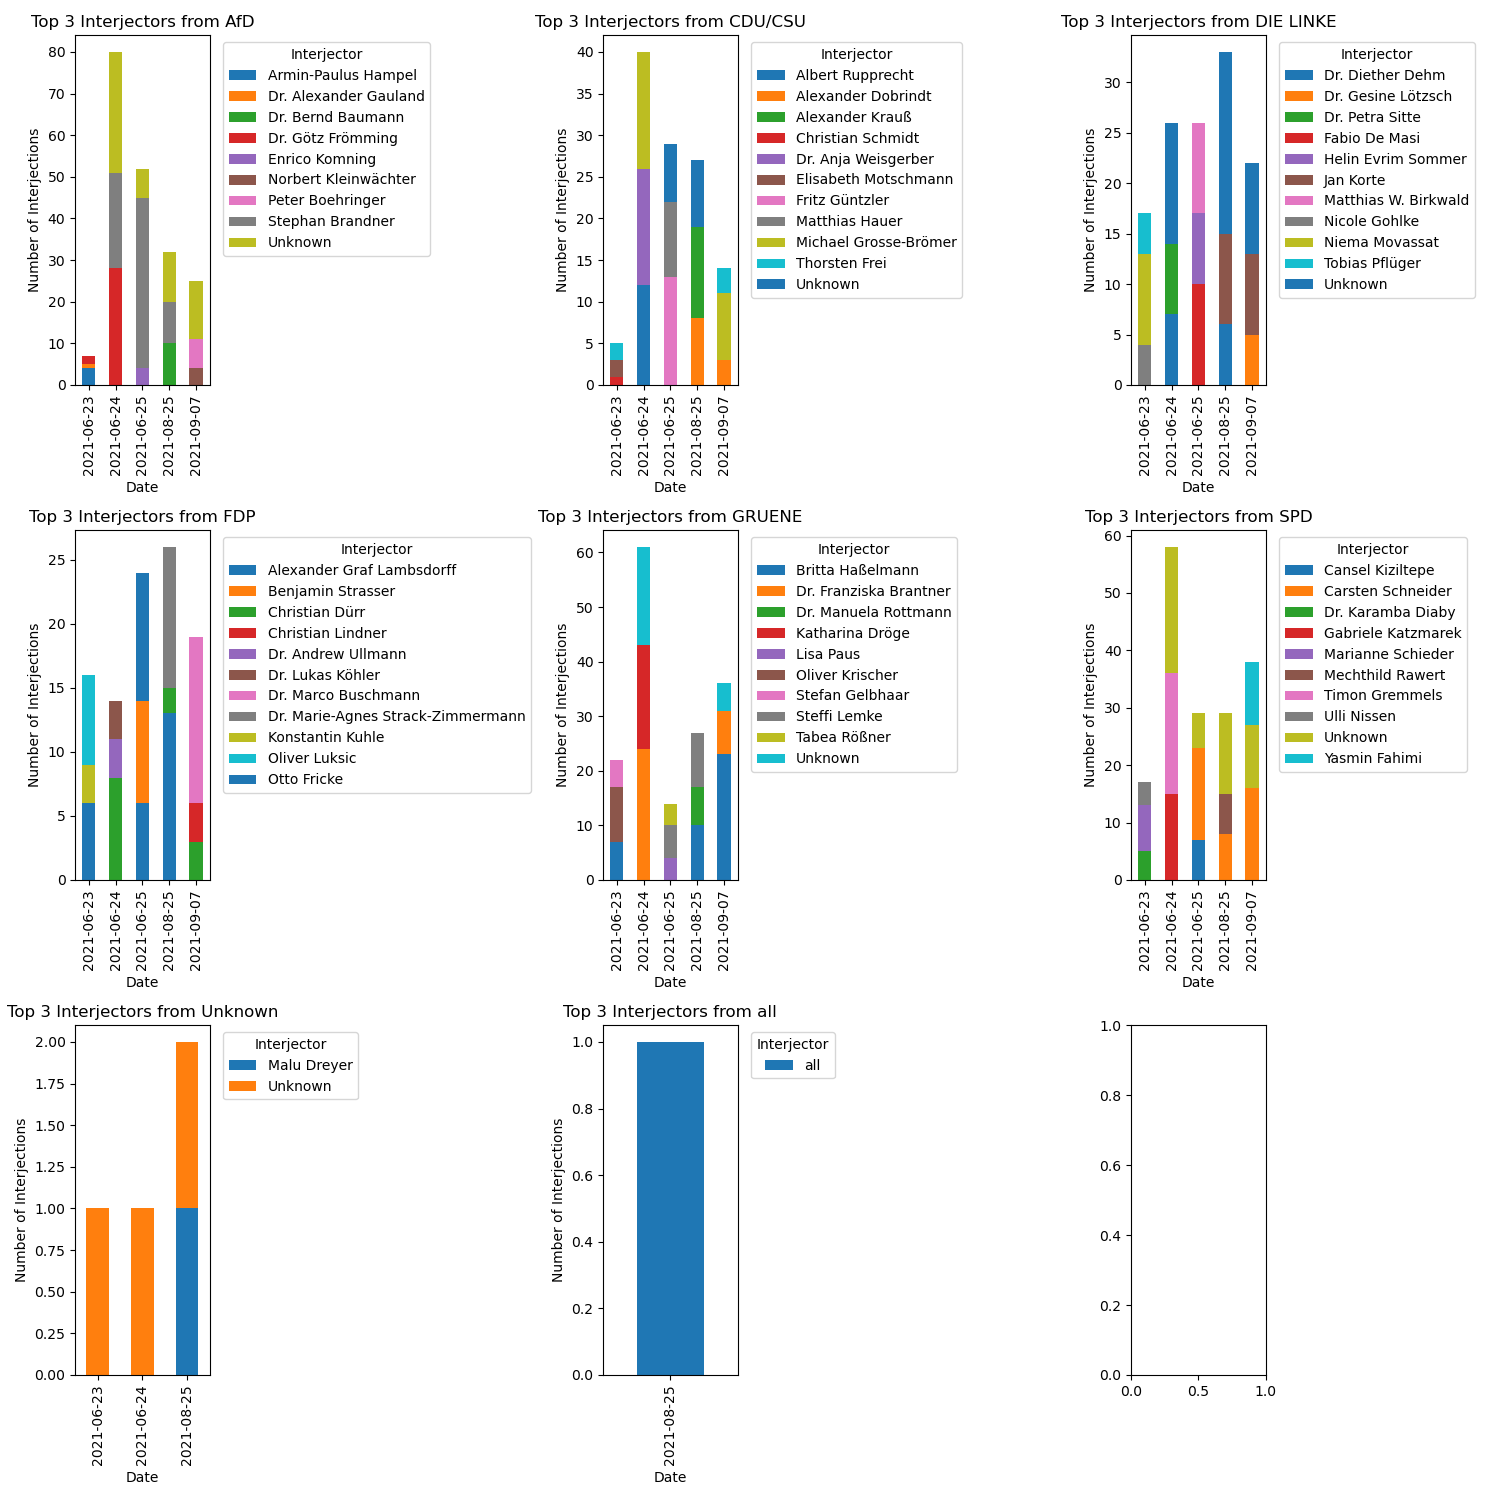 Top 3 Interjectors from AfD
Number of Interjections
80
70
60
50
40
30
20
10
0
2021-06-23
2021-06-24
2021-06-25
2021-08-25
2021-09-07
Date
Interjector
Armin-Paulus Hampel
Dr. Alexander Gauland
Dr. Bernd Baumann
Dr. Götz Frömming
Enrico Komning
Norbert Kleinwächter
Peter Boehringer
Stephan Brandner
Unknown
Top 3 Interjectors from CDU/CSU
Number of Interjections
40
35
30
25
20
15
10
5
0
2021-06-23
2021-06-24
2021-06-25
2021-08-25
2021-09-07
Date
Interjector
Albert Rupprecht
Alexander Dobrindt
Alexander Krauß
Christian Schmidt
Dr. Anja Weisgerber
Elisabeth Motschmann
Fritz Güntzler
Matthias Hauer
Michael Grosse-Brömer
Thorsten Frei
Unknown
Top 3 Interjectors from DIE LINKE
Number of Interjections
30
25
20
15
10
5
0
2021-06-23
2021-06-24
2021-06-25
2021-08-25
2021-09-07
Date
Interjector
Dr. Diether Dehm
Dr. Gesine Lötzsch
Dr. Petra Sitte
Fabio De Masi
Helin Evrim Sommer
Jan Korte
Matthias W. Birkwald
Nicole Gohlke
Niema Movassat
Tobias Pflüger
Unknown
Top 3 Interjectors from FDP
Number of Interjections
25
20
15
10
5
0
2021-06-23
2021-06-24
2021-06-25
2021-08-25
2021-09-07
Date
Interjector
Alexander Graf Lambsdorff
Benjamin Strasser
Christian Dürr
Christian Lindner
Dr. Andrew Ullmann
Dr. Lukas Köhler
Dr. Marco Buschmann
Dr. Marie-Agnes Strack-Zimmermann
Konstantin Kuhle
Oliver Luksic
Otto Fricke
Top 3 Interjectors from GRUENE
Number of Interjections
60
50
40
30
20
10
0
2021-06-23
2021-06-24
2021-06-25
2021-08-25
2021-09-07
Date
Interjector
Britta Haßelmann
Dr. Franziska Brantner
Dr. Manuela Rottmann
Katharina Dröge
Lisa Paus
Oliver Krischer
Stefan Gelbhaar
Steffi Lemke
Tabea Rößner
Unknown
Top 3 Interjectors from SPD
Number of Interjections
60
50
40
30
20
10
0
2021-06-23
2021-06-24
2021-06-25
2021-08-25
2021-09-07
Date
Interjector
Cansel Kiziltepe
Carsten Schneider
Dr. Karamba Diaby
Gabriele Katzmarek
Marianne Schieder
Mechthild Rawert
Timon Gremmels
Ulli Nissen
Unknown
Yasmin Fahimi
Top 3 Interjectors from Unknown
Number of Interjections
2.00
1.75
1.50
1.25
1.00
0.75
0.50
0.25
0.00
2021-06-23
2021-06-24
2021-08-25
Date
Interjector
Malu Dreyer
Unknown
Top 3 Interjectors from all
Number of Interjections
1.0
0.8
0.6
0.4
0.2
0.0
2021-08-25
Date
Interjector
all
1.0
0.8
0.6
0.4
0.2
0.0
0.0
0.5
1.0